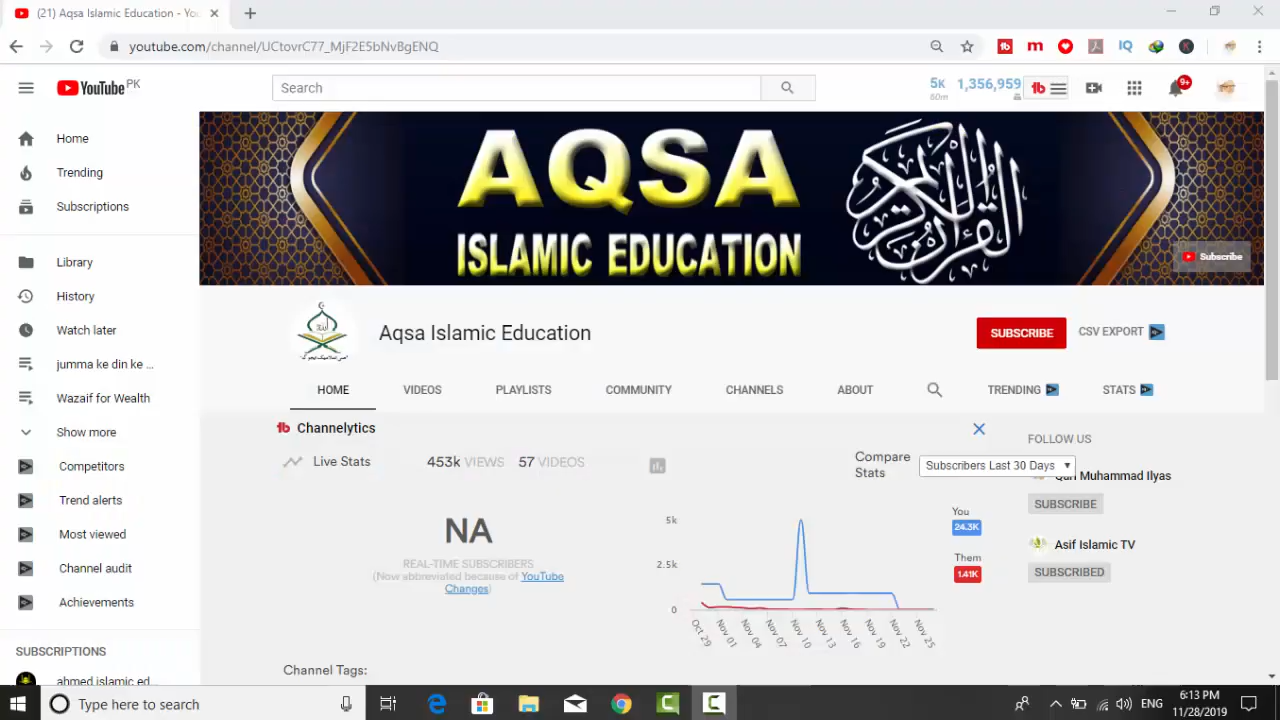 (21) Aqsa Islamic Education - You
youtube.com/channel/UCtovrC77_MjF2E5bNvBgENQ
YouTube PK
Search
5K
60m
1,356,959
9+
Home
Trending
Subscriptions
Library
History
Watch later
jumma ke din ke ...
Wazaif for Wealth
Show more
Competitors
Trend alerts
Most viewed
Channel audit
Achievements
SUBSCRIPTIONS
ahmed islamic ed...
AQSA
ISLAMIC EDUCATION
القرآن الكريم
Subscribe
Aqsa Islamic Education
SUBSCRIBE
CSV EXPORT
HOME VIDEOS PLAYLISTS COMMUNITY CHANNELS ABOUT TRENDING STATS
Channelytics
Live Stats
453k VIEWS 57 VIDEOS
Compare Stats
Subscribers Last 30 Days
NA
REAL-TIME SUBSCRIBERS
(Now abbreviated because of YouTube
Changes)
5k
2.5k
0
Oct 29
Nov 01
Nov 04
Nov 07
Nov 10
Nov 13
Nov 16
Nov 19
Nov 22
Nov 25
You
24.3K
Them
1.41K
FOLLOW US
Qari Muhammad Ilyas
SUBSCRIBE
Asif Islamic TV
SUBSCRIBED
Channel Tags:
Type here to search
ENG
6:13 PM
11/28/2019